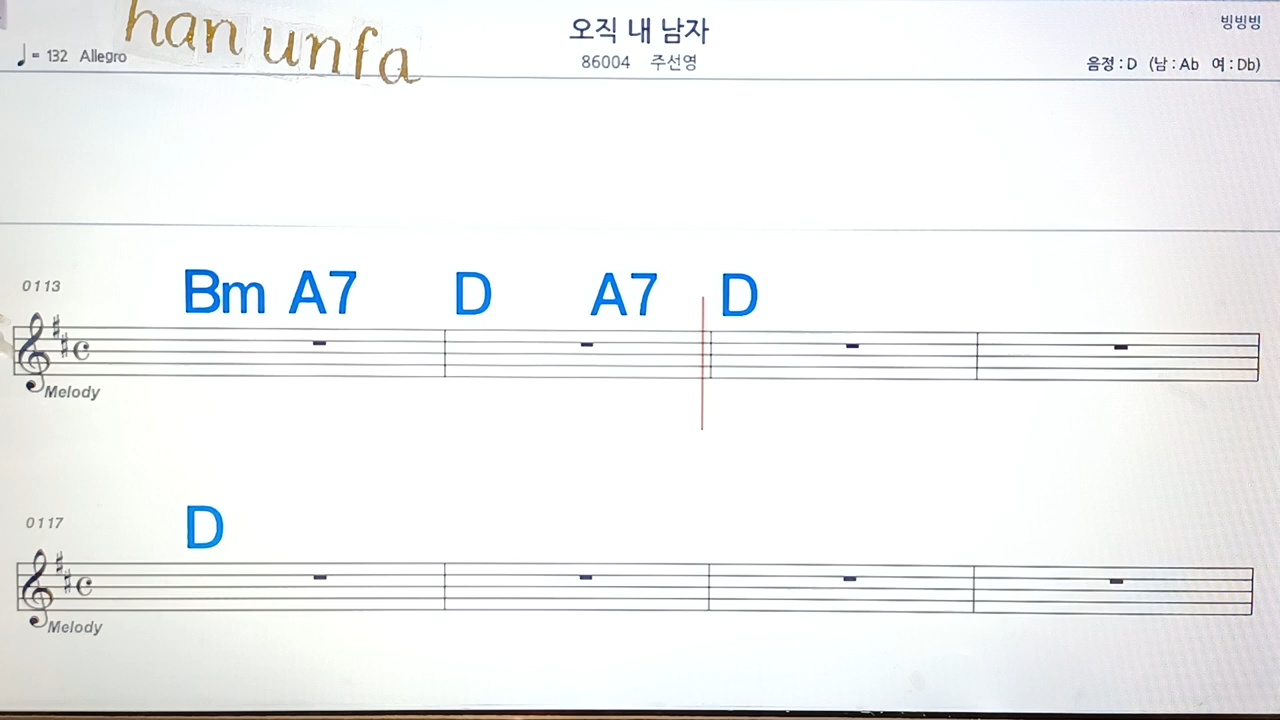 han unfa
오직 내 남자
빙빙빙
♩= 132 Allegro
86004 주선영
음정 : D (남 : Ab 여 : Db)
Bm A7 D A7 D
0113
Melody
D
0117
Melody